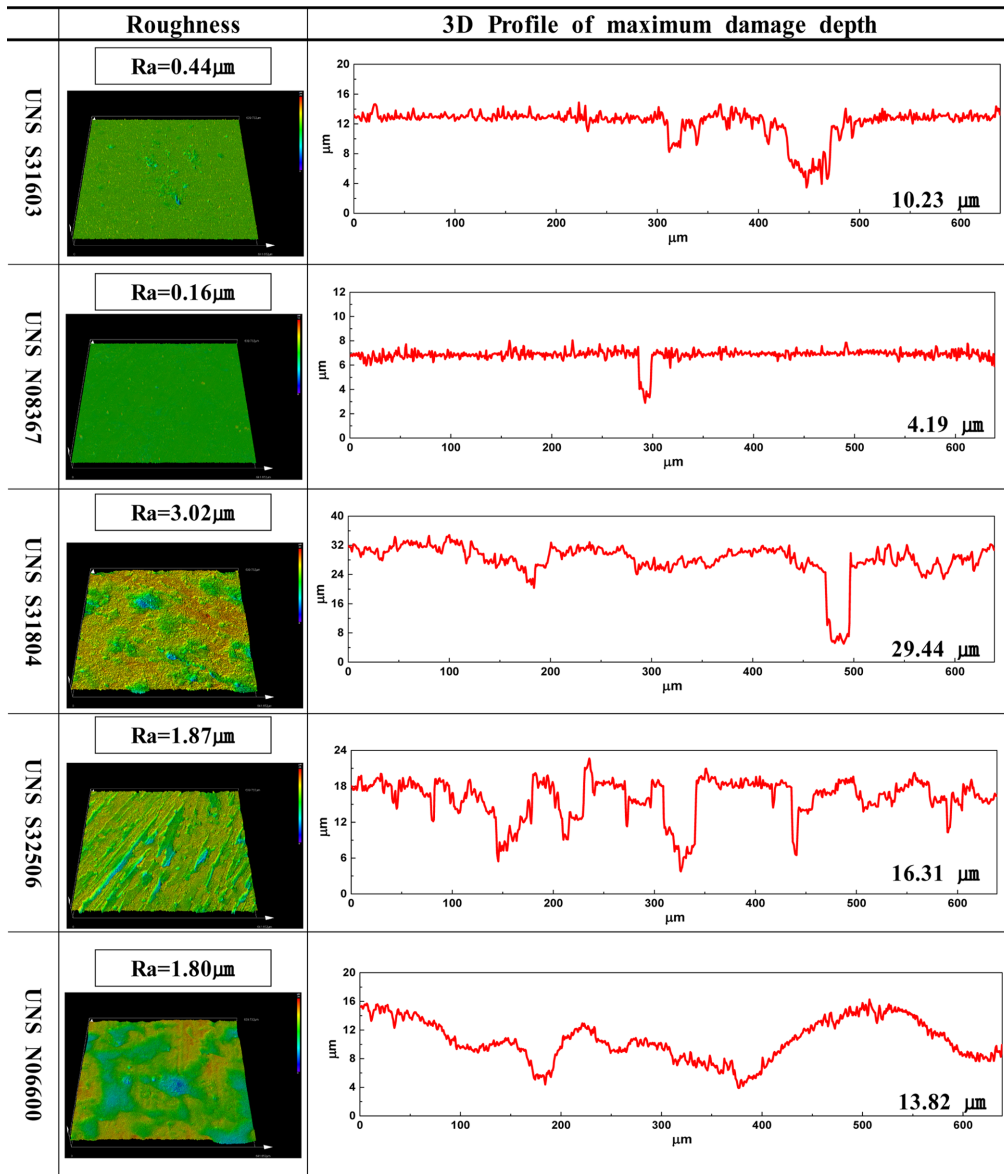 Roughness
3D Profile of maximum damage depth
UNS S31603
Ra=0.44μm
20
16
12
8
4
0
μm
0 100 200 300 400 500 600
μm
10.23 μm
UNS N08367
Ra=0.16μm
12
10
8
6
4
2
0
μm
0 100 200 300 400 500 600
μm
4.19 μm
UNS S31804
Ra=3.02μm
40
32
24
16
8
0
μm
0 100 200 300 400 500 600
μm
29.44 μm
UNS S32506
Ra=1.87μm
24
18
12
6
0
μm
0 100 200 300 400 500 600
μm
16.31 μm
UNS N06600
Ra=1.80μm
20
16
12
8
4
0
μm
0 100 200 300 400 500 600
μm
13.82 μm